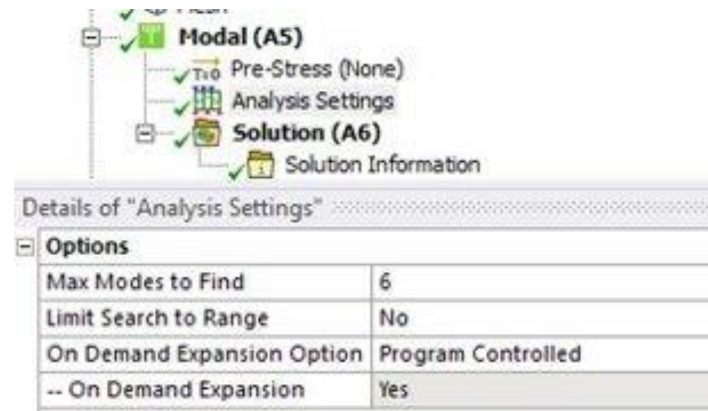 Modal (A5)
T=0 Pre-Stress (None)
Analysis Settings
Solution (A6)
i Solution Information
Details of "Analysis Settings"
Options
Max Modes to Find 6
Limit Search to Range No
On Demand Expansion Option Program Controlled
-- On Demand Expansion Yes